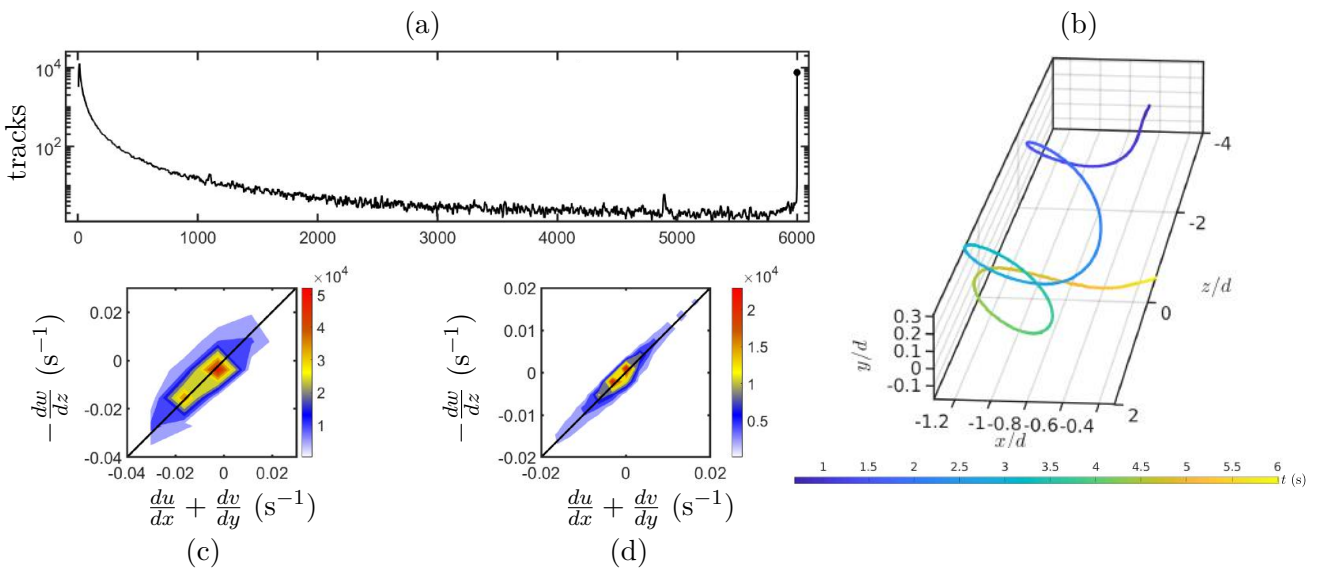 (a)
(b)
tracks
10^4
10^2
0 1000 2000 3000 4000 5000 6000
-4
-2
0
2
z/d
0.3
0.2
0.1
0
-0.1
y/d
-1.2 -1 -0.8 -0.6 -0.4
x/d
1 1.5 2 2.5 3 3.5 4 4.5 5 5.5 6 t (s)
×10^4
5
4
3
2
1
0.02
0
-0.02
-0.04
-0.04 -0.02 0
−dw/dz (s^−1)
du/dx + dv/dy (s^−1)
(c)
×10^4
2
1.5
1
0.5
0.02
0.01
0
-0.01
-0.02
-0.02 0 0.02
−dw/dz (s^−1)
du/dx + dv/dy (s^−1)
(d)